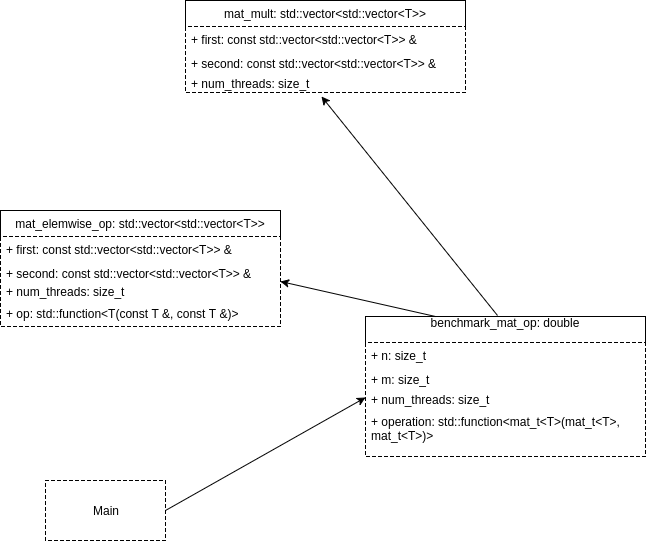 mat_mult: std::vector<std::vector<T>>
+ first: const std::vector<std::vector<T>> &
+ second: const std::vector<std::vector<T>> &
+ num_threads: size_t
mat_elemwise_op: std::vector<std::vector<T>>
+ first: const std::vector<std::vector<T>> &
+ second: const std::vector<std::vector<T>> &
+ num_threads: size_t
+ op: std::function<T(const T &, const T &)>
benchmark_mat_op: double
+ n: size_t
+ m: size_t
+ num_threads: size_t
+ operation: std::function<mat_t<T>(mat_t<T>,
mat_t<T>)>
Main